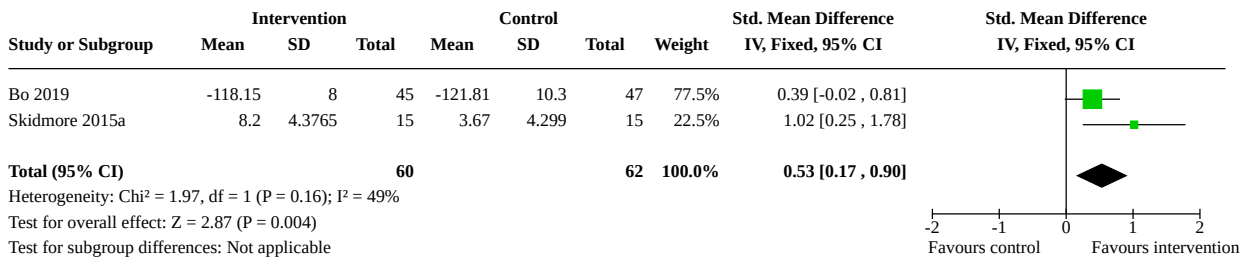 Intervention Control Std. Mean Difference Std. Mean Difference
Study or Subgroup Mean SD Total Mean SD Total Weight IV, Fixed, 95% CI IV, Fixed, 95% CI
Bo 2019 -118.15 8 45 -121.81 10.3 47 77.5% 0.39 [-0.02 , 0.81]
Skidmore 2015a 8.2 4.3765 15 3.67 4.299 15 22.5% 1.02 [0.25 , 1.78]
Total (95% CI) 60 62 100.0% 0.53 [0.17 , 0.90]
Heterogeneity: Chi² = 1.97, df = 1 (P = 0.16); I² = 49%
Test for overall effect: Z = 2.87 (P = 0.004)
-2 -1 0 1 2
Test for subgroup differences: Not applicable Favours control Favours intervention